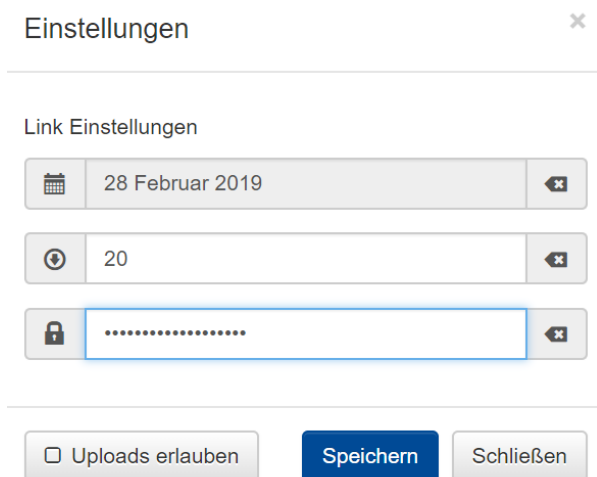 Einstellungen
Link Einstellungen
28 Februar 2019
20
•••••••••••••••••••
Uploads erlauben
Speichern
Schließen